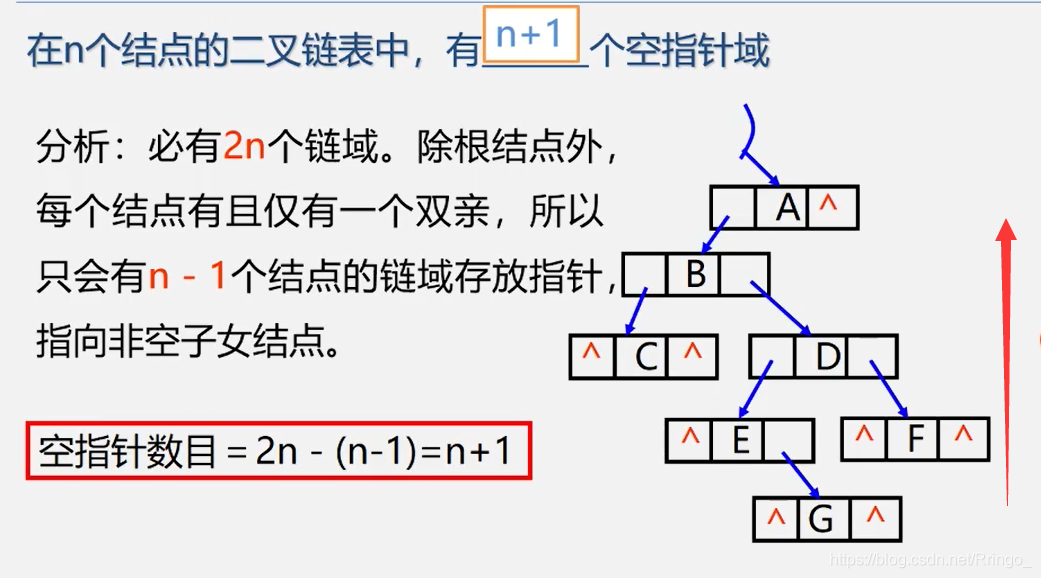 在n个结点的二叉链表中，有n+1个空指针域
分析：必有2n个链域。除根结点外，
每个结点有且仅有一个双亲，所以
只会有n-1个结点的链域存放指针，
指向非空子女结点。
空指针数目＝2n - (n-1)=n+1
A ^
B
^ C ^
D
^ E
^ F ^
^ G ^
https://blog.csdn.net/Rringo_